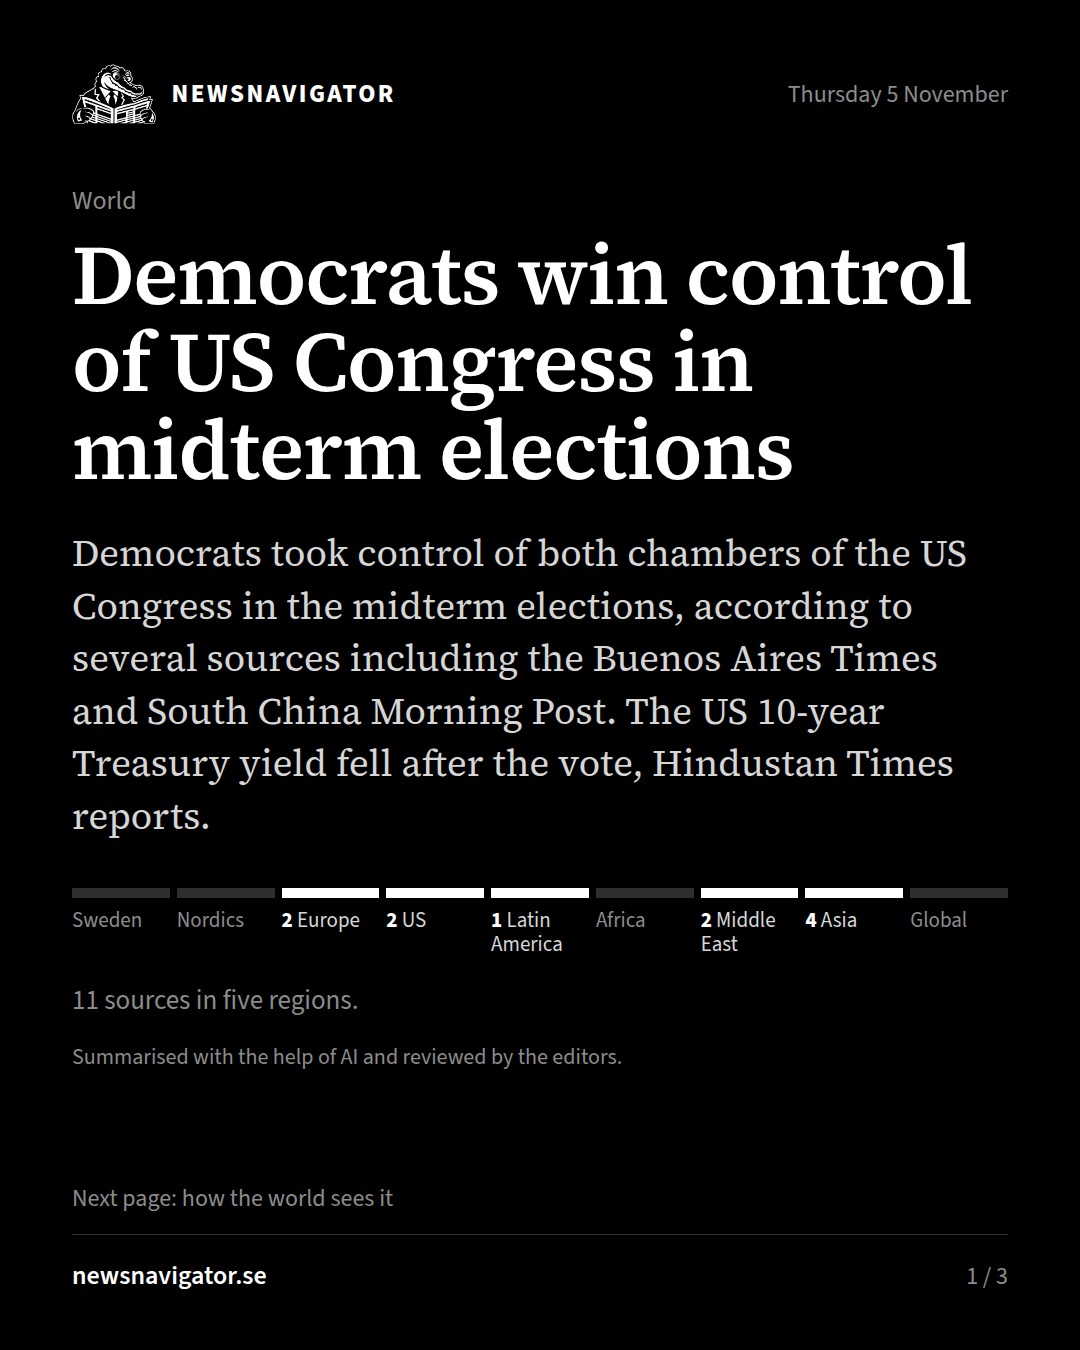 NEWSNAVIGATOR
Thursday 5 November
World
Democrats win control
of US Congress in
midterm elections
Democrats took control of both chambers of the US
Congress in the midterm elections, according to
several sources including the Buenos Aires Times
and South China Morning Post. The US 10-year
Treasury yield fell after the vote, Hindustan Times
reports.
Sweden
Nordics
2 Europe
2 US
1 Latin
America
Africa
2 Middle
East
4 Asia
Global
11 sources in five regions.
Summarised with the help of AI and reviewed by the editors.
Next page: how the world sees it
newsnavigator.se
1 / 3